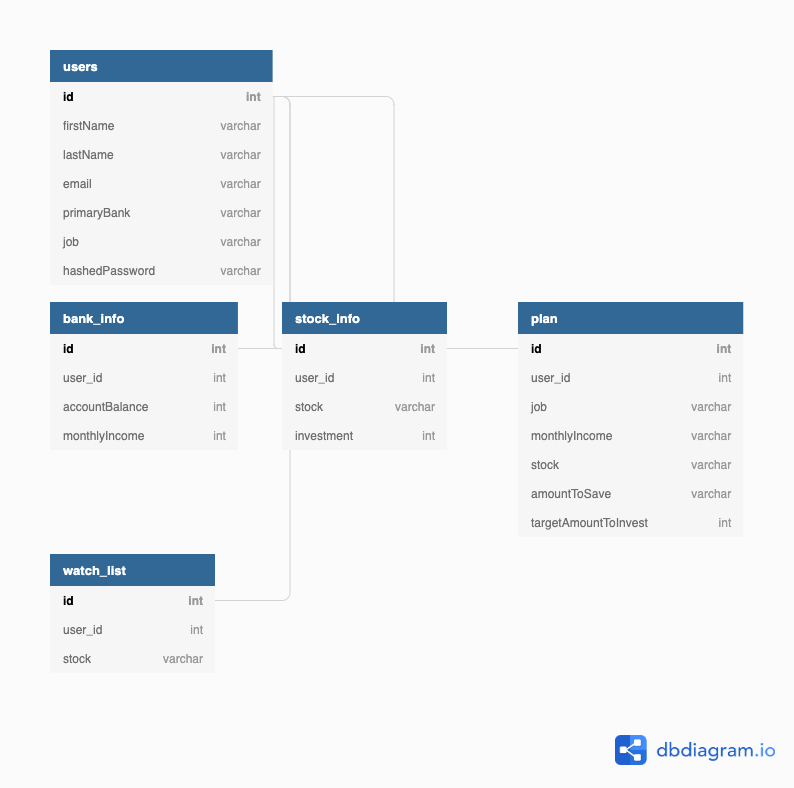 users
id int
firstName varchar
lastName varchar
email varchar
primaryBank varchar
job varchar
hashedPassword varchar
bank_info
id int
user_id int
accountBalance int
monthlyIncome int
stock_info
id int
user_id int
stock varchar
investment int
plan
id int
user_id int
job varchar
monthlyIncome varchar
stock varchar
amountToSave varchar
targetAmountToInvest int
watch_list
id int
user_id int
stock varchar
dbdiagram.io